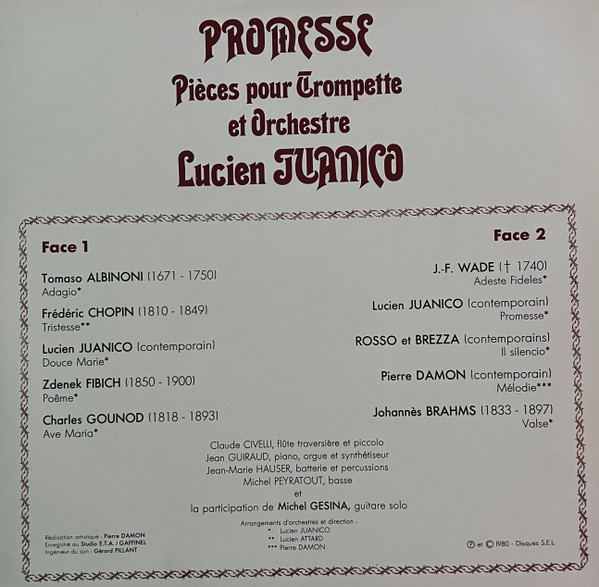 PROMESSE
Pièces pour Trompette
et Orchestre
Lucien JUANICO
Face 1
Tomaso ALBINONI (1671 - 1750)
Adagio*
Frédéric CHOPIN (1810 - 1849)
Tristesse**
Lucien JUANICO (contemporain)
Douce Marie*
Zdenek FIBICH (1850 - 1900)
Poême*
Charles GOUNOD (1818 - 1893)
Ave Maria*
Face 2
J.-F. WADE († 1740)
Adeste Fideles*
Lucien JUANICO (contemporain)
Promesse*
ROSSO et BREZZA (contemporains)
Il silencio*
Pierre DAMON (contemporain)
Mélodie***
Johannès BRAHMS (1833 - 1897)
Valse*
Claude CIVELLI, flûte traversière et piccolo
Jean GUIRAUD, piano, orgue et synthétiseur
Jean-Marie HAUSER, batterie et percussions
Michel PEYRATOUT, basse
et
la participation de Michel GESINA, guitare solo
Arrangements d'orchestres et direction :
* Lucien JUANICO
** Lucien ATTARD
*** Pierre DAMON
Réalisation artistique : Pierre DAMON
Enregistré au Studio E.T.A. / GAFFINEL
Ingénieur du son : Gérard PILLANT
℗ et © 1980 - Disques S.E.L.